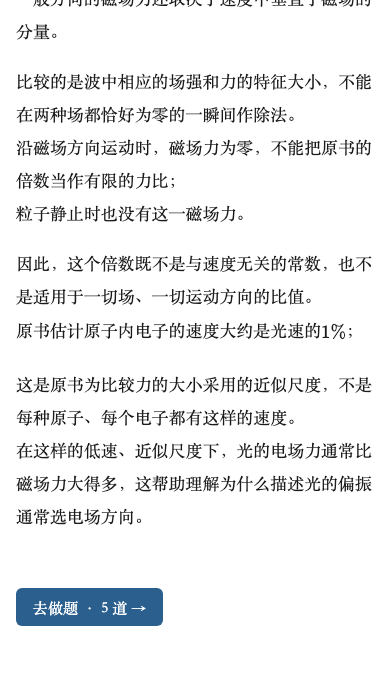 一般方向的磁场力还取决于速度中垂直于磁场的
分量。
比较的是波中相应的场强和力的特征大小，不能
在两种场都恰好为零的一瞬间作除法。
沿磁场方向运动时，磁场力为零，不能把原书的
倍数当作有限的力比；
粒子静止时也没有这一磁场力。
因此，这个倍数既不是与速度无关的常数，也不
是适用于一切场、一切运动方向的比值。
原书估计原子内电子的速度大约是光速的1%；
这是原书为比较力的大小采用的近似尺度，不是
每种原子、每个电子都有这样的速度。
在这样的低速、近似尺度下，光的电场力通常比
磁场力大得多，这帮助理解为什么描述光的偏振
通常选电场方向。
去做题 · 5 道 →